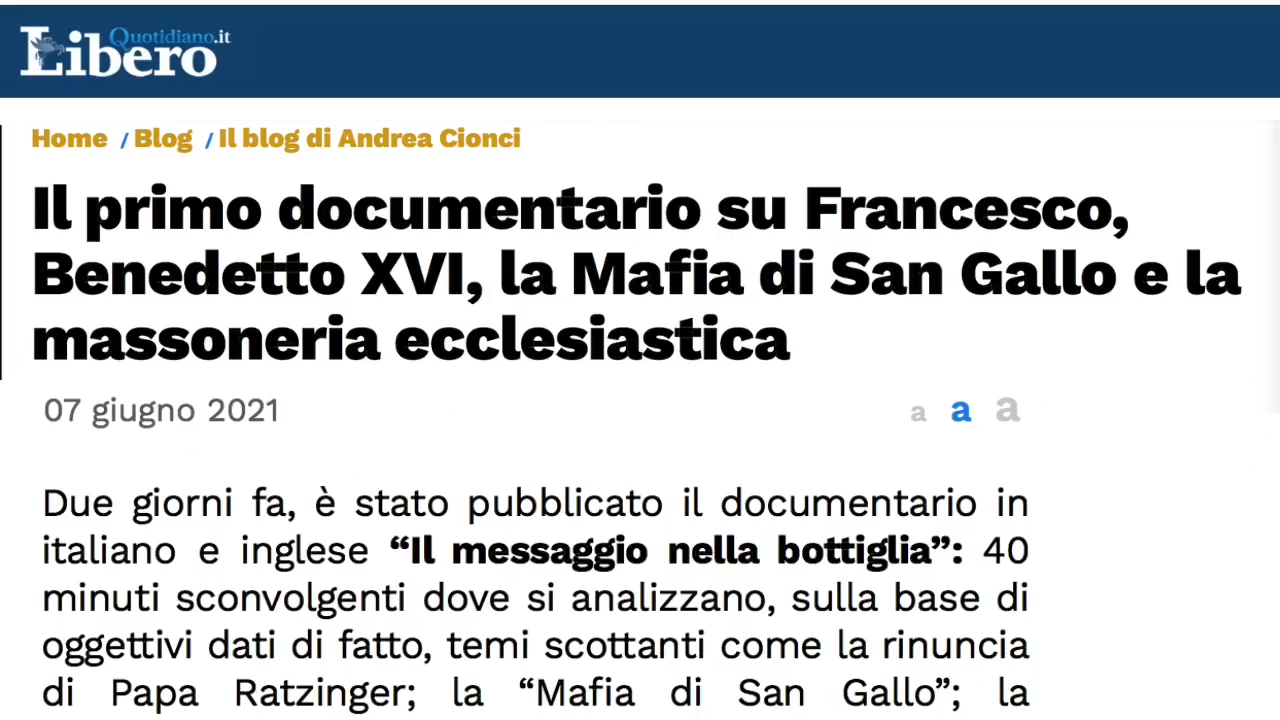 Quotidiano.it
Libero
Home / Blog / Il blog di Andrea Cionci
Il primo documentario su Francesco,
Benedetto XVI, la Mafia di San Gallo e la
massoneria ecclesiastica
07 giugno 2021
a a a
Due giorni fa, è stato pubblicato il documentario in
italiano e inglese “Il messaggio nella bottiglia”: 40
minuti sconvolgenti dove si analizzano, sulla base di
oggettivi dati di fatto, temi scottanti come la rinuncia
di Papa Ratzinger; la “Mafia di San Gallo”; la